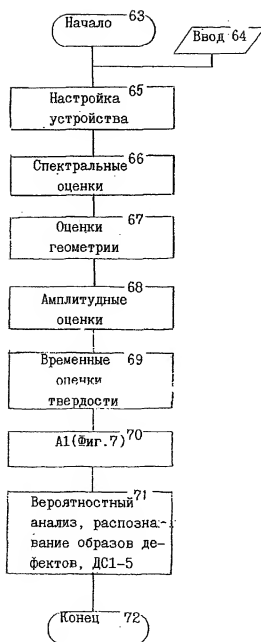 Начало 63
Ввод 64
65
Настройка
устройства
66
Спектральные
оценки
67
Оценки
геометрии
68
Амплитудные
оценки
Временные 69
оценки
твердости
А1(Фиг.7) 70
71
Вероятностный
анализ, распозна-
вание образов де-
фектов, ДС1-5
Конец 72